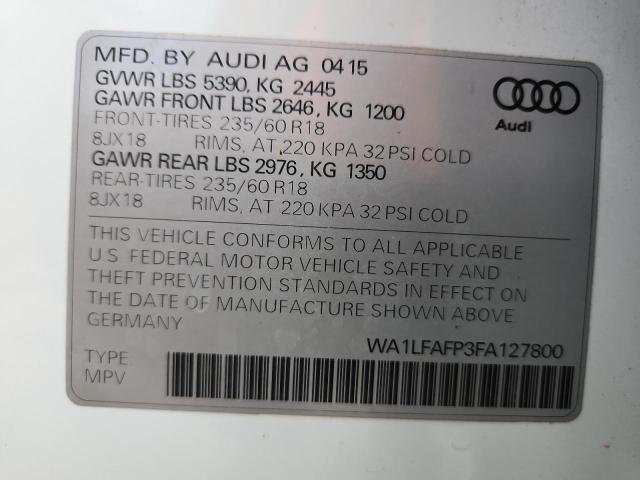 MFD. BY AUDI AG 0415
GVWR LBS 5390, KG 2445
GAWR FRONT LBS 2646, KG 1200
FRONT-TIRES 235/60 R18
8JX18 RIMS, AT 220 KPA 32 PSI COLD
GAWR REAR LBS 2976, KG 1350
REAR-TIRES 235/60 R18
8JX18 RIMS, AT 220 KPA 32 PSI COLD
Audi
THIS VEHICLE CONFORMS TO ALL APPLICABLE
U.S. FEDERAL MOTOR VEHICLE SAFETY AND
THEFT PREVENTION STANDARDS IN EFFECT ON
THE DATE OF MANUFACTURE SHOWN ABOVE
GERMANY
WA1LFAFP3FA127800
TYPE
MPV